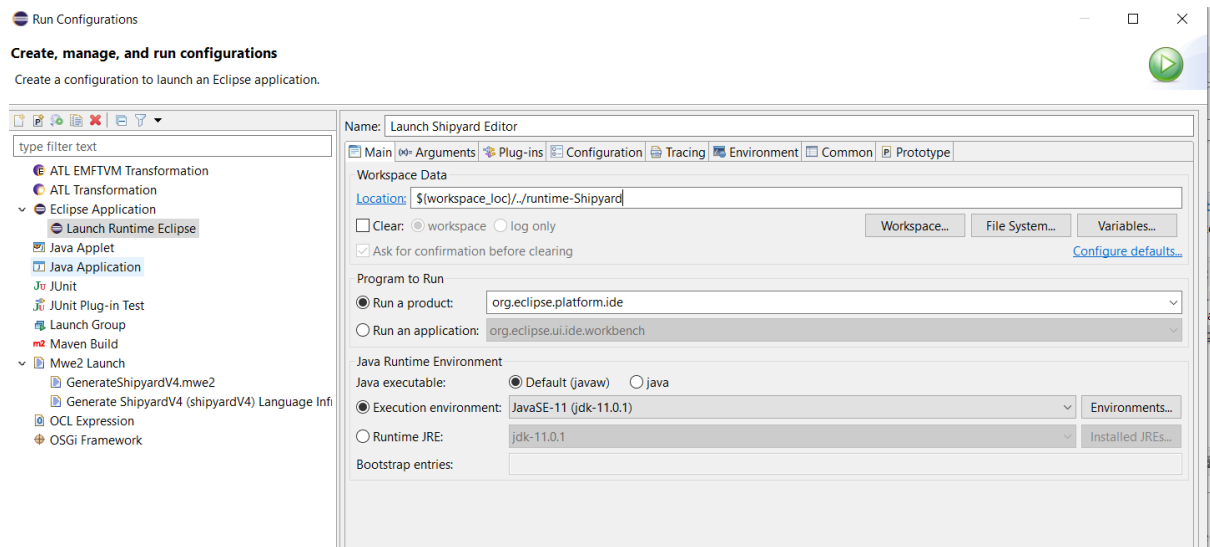 Run Configurations
Create, manage, and run configurations
Create a configuration to launch an Eclipse application.
type filter text
ATL EMFTVM Transformation
ATL Transformation
Eclipse Application
Launch Runtime Eclipse
Java Applet
Java Application
JUnit
JUnit Plug-in Test
Launch Group
Maven Build
Mwe2 Launch
GenerateShipyardV4.mwe2
Generate ShipyardV4 (shipyardV4) Language Infr
OCL Expression
OSGi Framework
Name: Launch Shipyard Editor
Main Arguments Plug-ins Configuration Tracing Environment Common Prototype
Workspace Data
Location: ${workspace_loc}/../runtime-Shipyard
Clear: workspace log only Workspace... File System... Variables...
Ask for confirmation before clearing Configure defaults...
Program to Run
Run a product: org.eclipse.platform.ide
Run an application: org.eclipse.ui.ide.workbench
Java Runtime Environment
Java executable: Default (javaw) java
Execution environment: JavaSE-11 (jdk-11.0.1) Environments...
Runtime JRE: jdk-11.0.1 Installed JREs...
Bootstrap entries: